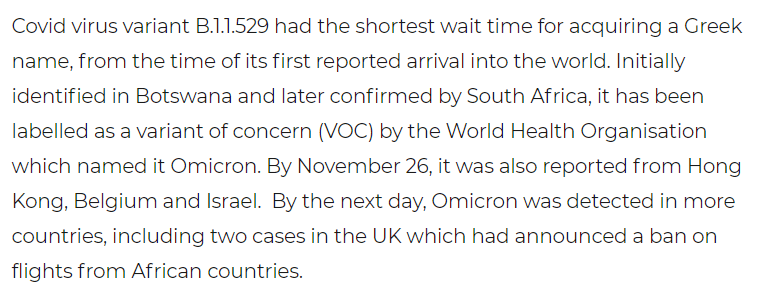 Covid virus variant B.1.1.529 had the shortest wait time for acquiring a Greek
name, from the time of its first reported arrival into the world. Initially
identified in Botswana and later confirmed by South Africa, it has been
labelled as a variant of concern (VOC) by the World Health Organisation
which named it Omicron. By November 26, it was also reported from Hong
Kong, Belgium and Israel.  By the next day, Omicron was detected in more
countries, including two cases in the UK which had announced a ban on
flights from African countries.